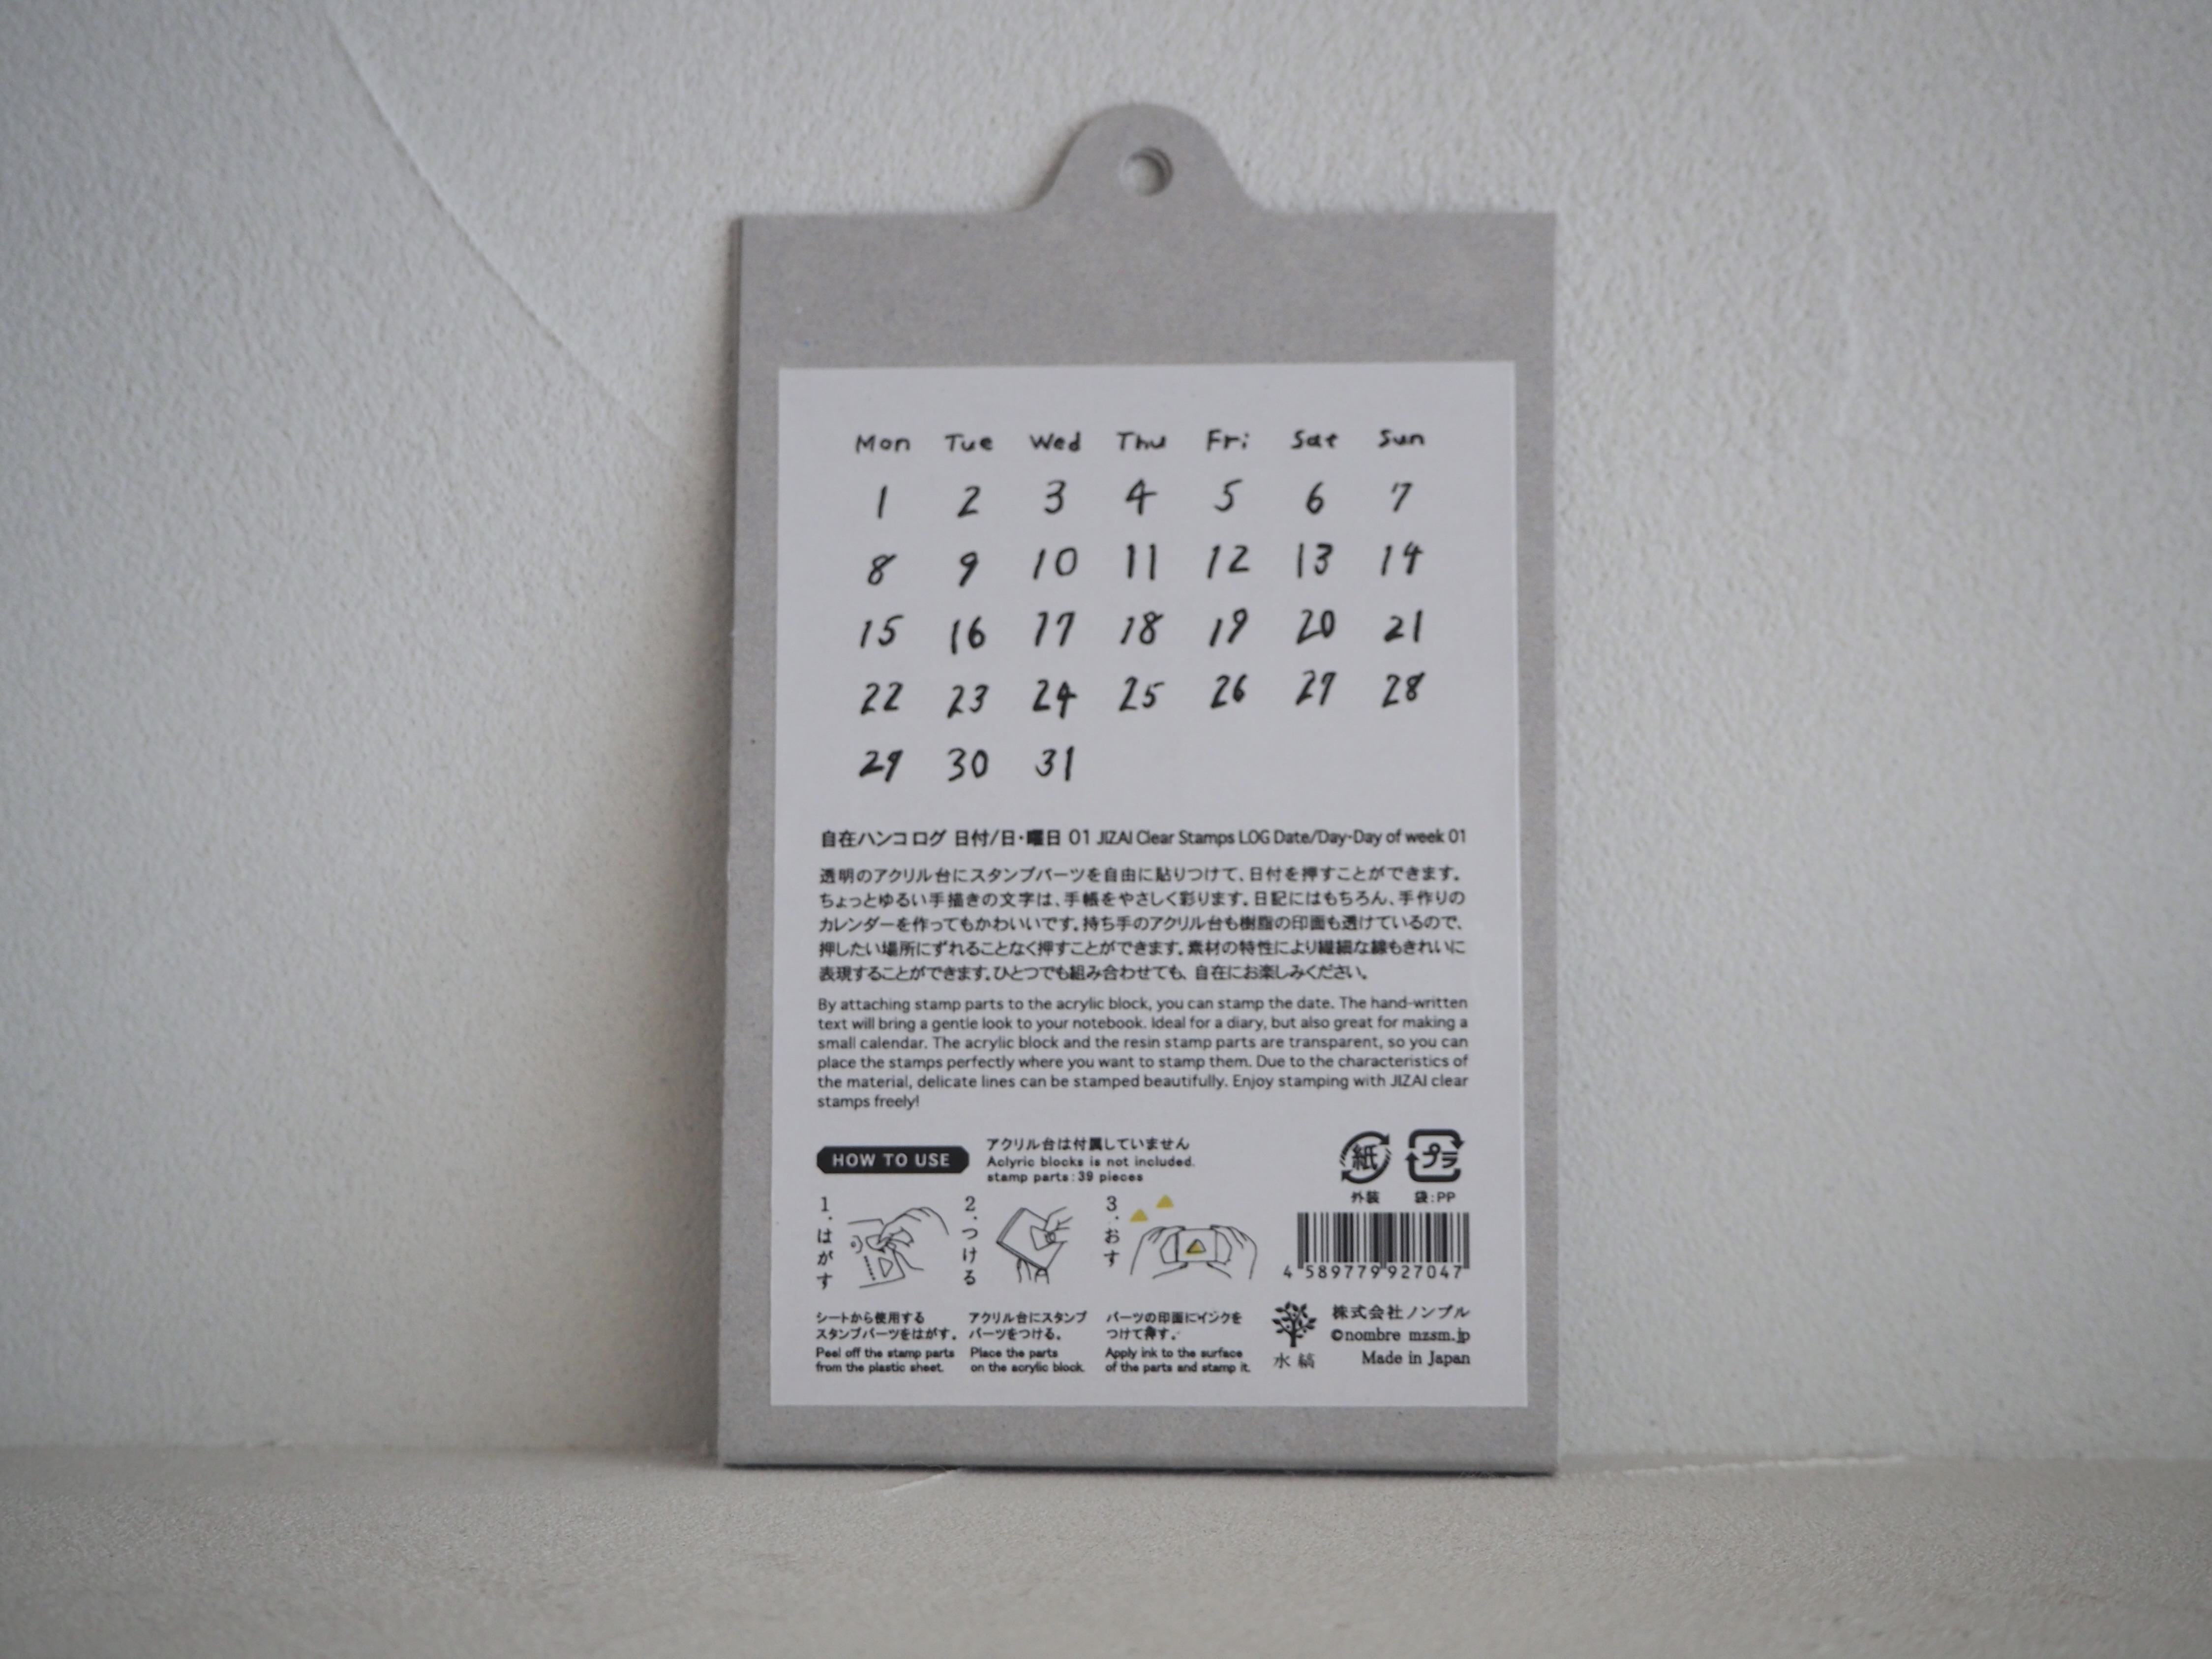 Mon Tue Wed Thu Fri Sat Sun
1 2 3 4 5 6 7
8 9 10 11 12 13 14
15 16 17 18 19 20 21
22 23 24 25 26 27 28
29 30 31
自在ハンコ ログ 日付/日・曜日 01 JIZAI Clear Stamps LOG Date/Day-Day of week 01
透明のアクリル台にスタンプパーツを自由に貼りつけて、日付を押すことができます。
ちょっとゆるい手描きの文字は、手帳をやさしく彩ります。日記にはもちろん、手作りの
カレンダーを作ってもかわいいです。持ち手のアクリル台も樹脂の印面も透けているので、
押したい場所にずれることなく押すことができます。素材の特性により繊細な線もきれいに
表現することができます。ひとつでも組み合わせても、自在にお楽しみください。
By attaching stamp parts to the acrylic block, you can stamp the date. The hand-written
text will bring a gentle look to your notebook. Ideal for a diary, but also great for making a
small calendar. The acrylic block and the resin stamp parts are transparent, so you can
place the stamps perfectly where you want to stamp them. Due to the characteristics of
the material, delicate lines can be stamped beautifully. Enjoy stamping with JIZAI clear
stamps freely!
HOW TO USE
アクリル台は付属していません
Aclyric blocks is not included.
stamp parts : 39 pieces
紙
外装
プラ
袋 : PP
1. はがす
2. つける
3. おす
4 589779 927047
シートから使用する
スタンプパーツをはがす。
Peel off the stamp parts
from the plastic sheet.
アクリル台にスタンプ
パーツをつける。
Place the parts
on the acrylic block.
パーツの印面にインクを
つけて押す。
Apply ink to the surface
of the parts and stamp it.
水縞
株式会社ノンブル
©nombre mzsm.jp
Made in Japan